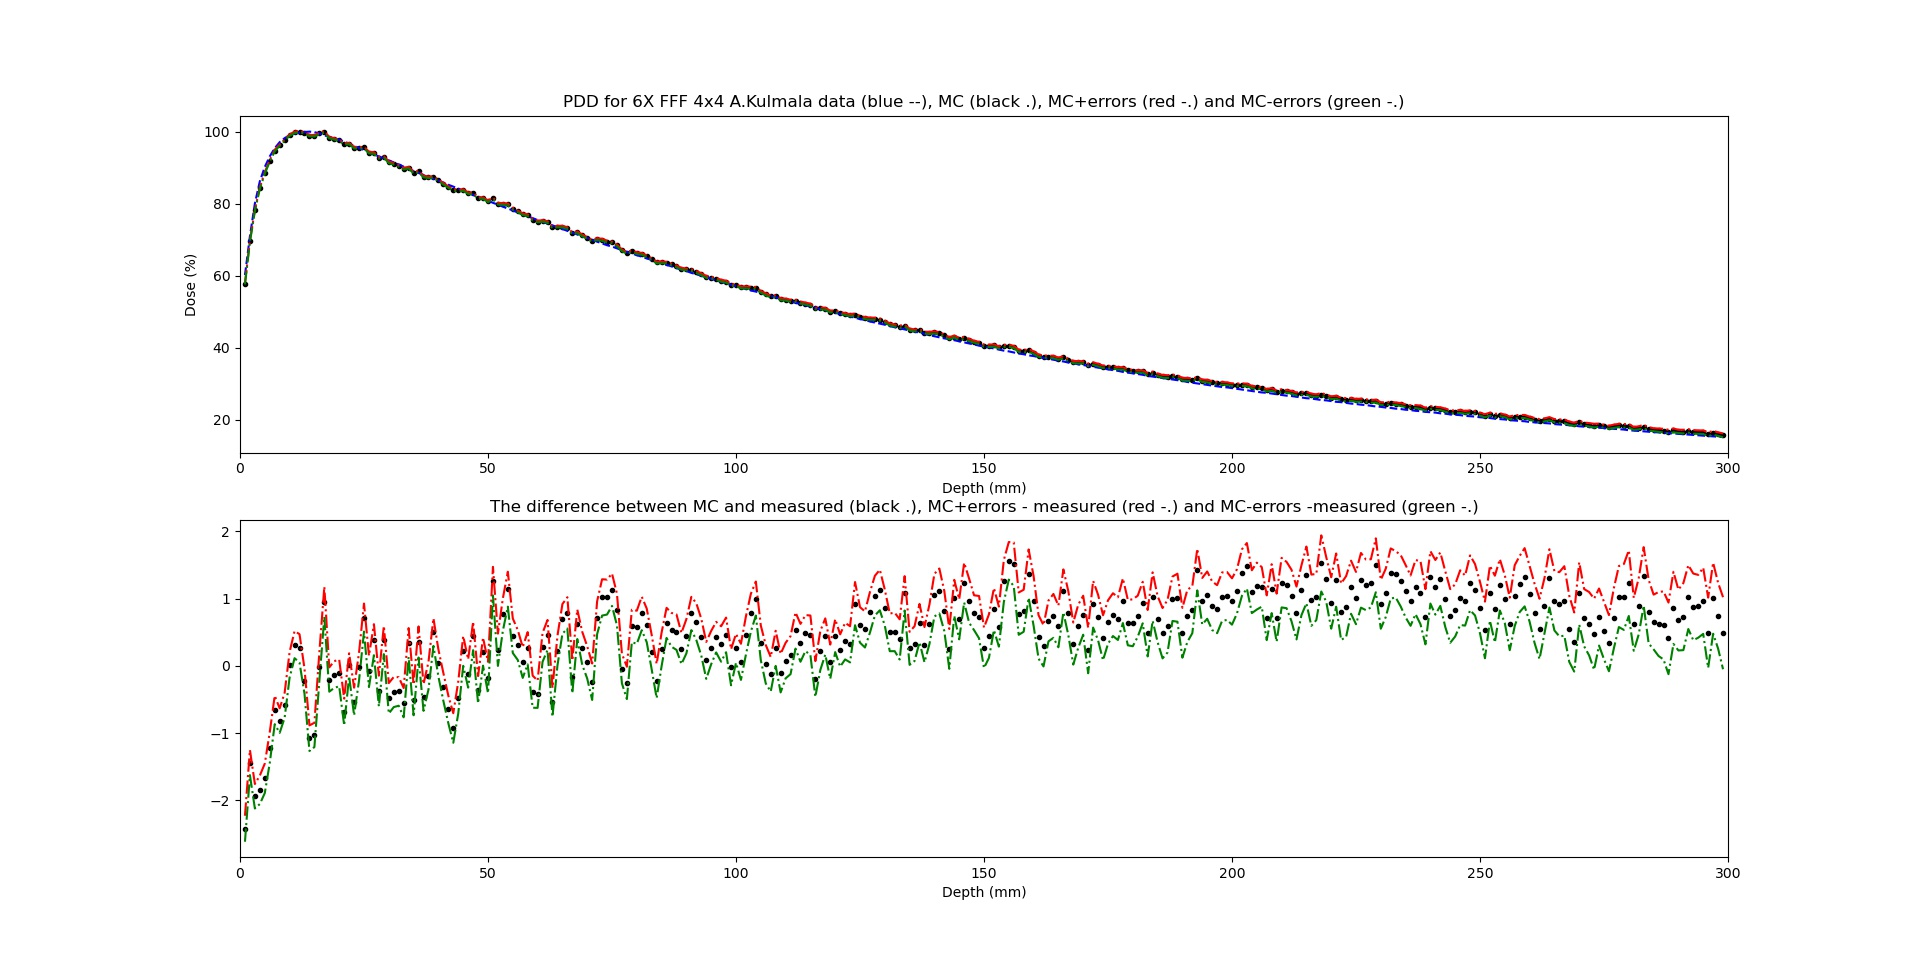 PDD for 6X FFF 4x4 A.Kulmala data (blue --), MC (black .), MC+errors (red -.) and MC-errors (green -.)
100
80
60
40
20
Dose (%)
0 50 100 150 200 250 300
Depth (mm)
The difference between MC and measured (black .), MC+errors - measured (red -.) and MC-errors -measured (green -.)
2
1
0
−1
−2
0 50 100 150 200 250 300
Depth (mm)